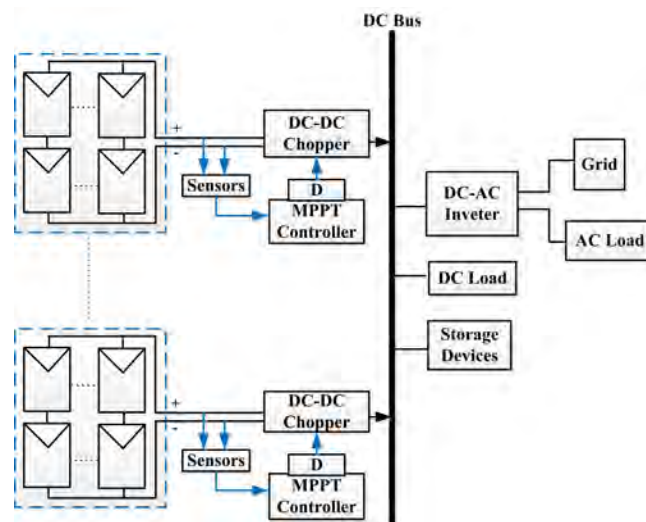 DC Bus
+
-
DC-DC
Chopper
Sensors
D
MPPT
Controller
DC-AC
Inveter
Grid
AC Load
DC Load
Storage
Devices
+
-
DC-DC
Chopper
Sensors
D
MPPT
Controller